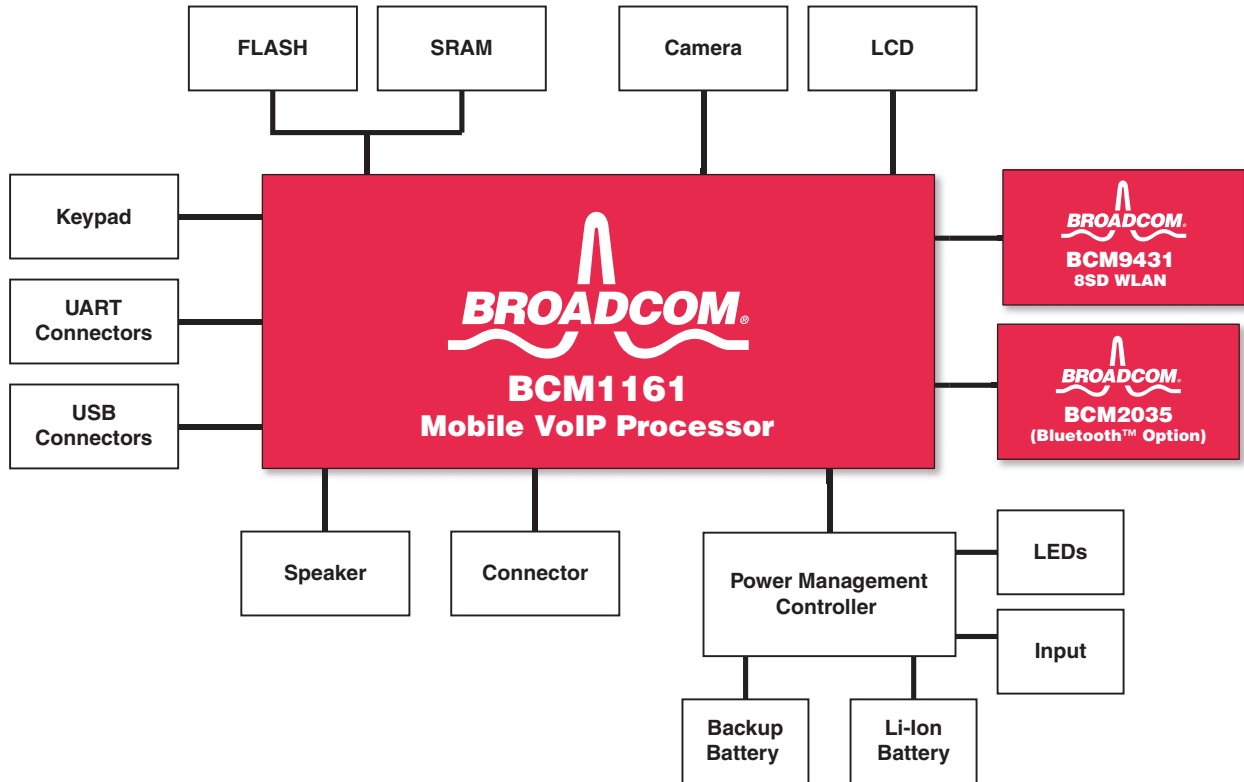 FLASH
SRAM
Camera
LCD
Keypad
UART
Connectors
USB
Connectors
BROADCOM®
BCM1161
Mobile VoIP Processor
BROADCOM®
BCM9431
8SD WLAN
BROADCOM®
BCM2035
(Bluetooth™ Option)
Speaker
Connector
Power Management
Controller
LEDs
Input
Backup
Battery
Li-Ion
Battery